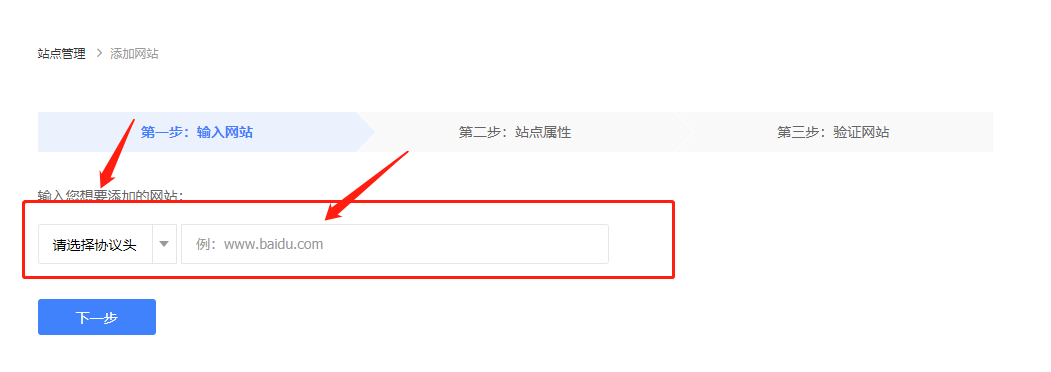 站点管理 > 添加网站
第一步：输入网站 第二步：站点属性 第三步：验证网站
输入您想要添加的网站：
请选择协议头 例：www.baidu.com
下一步